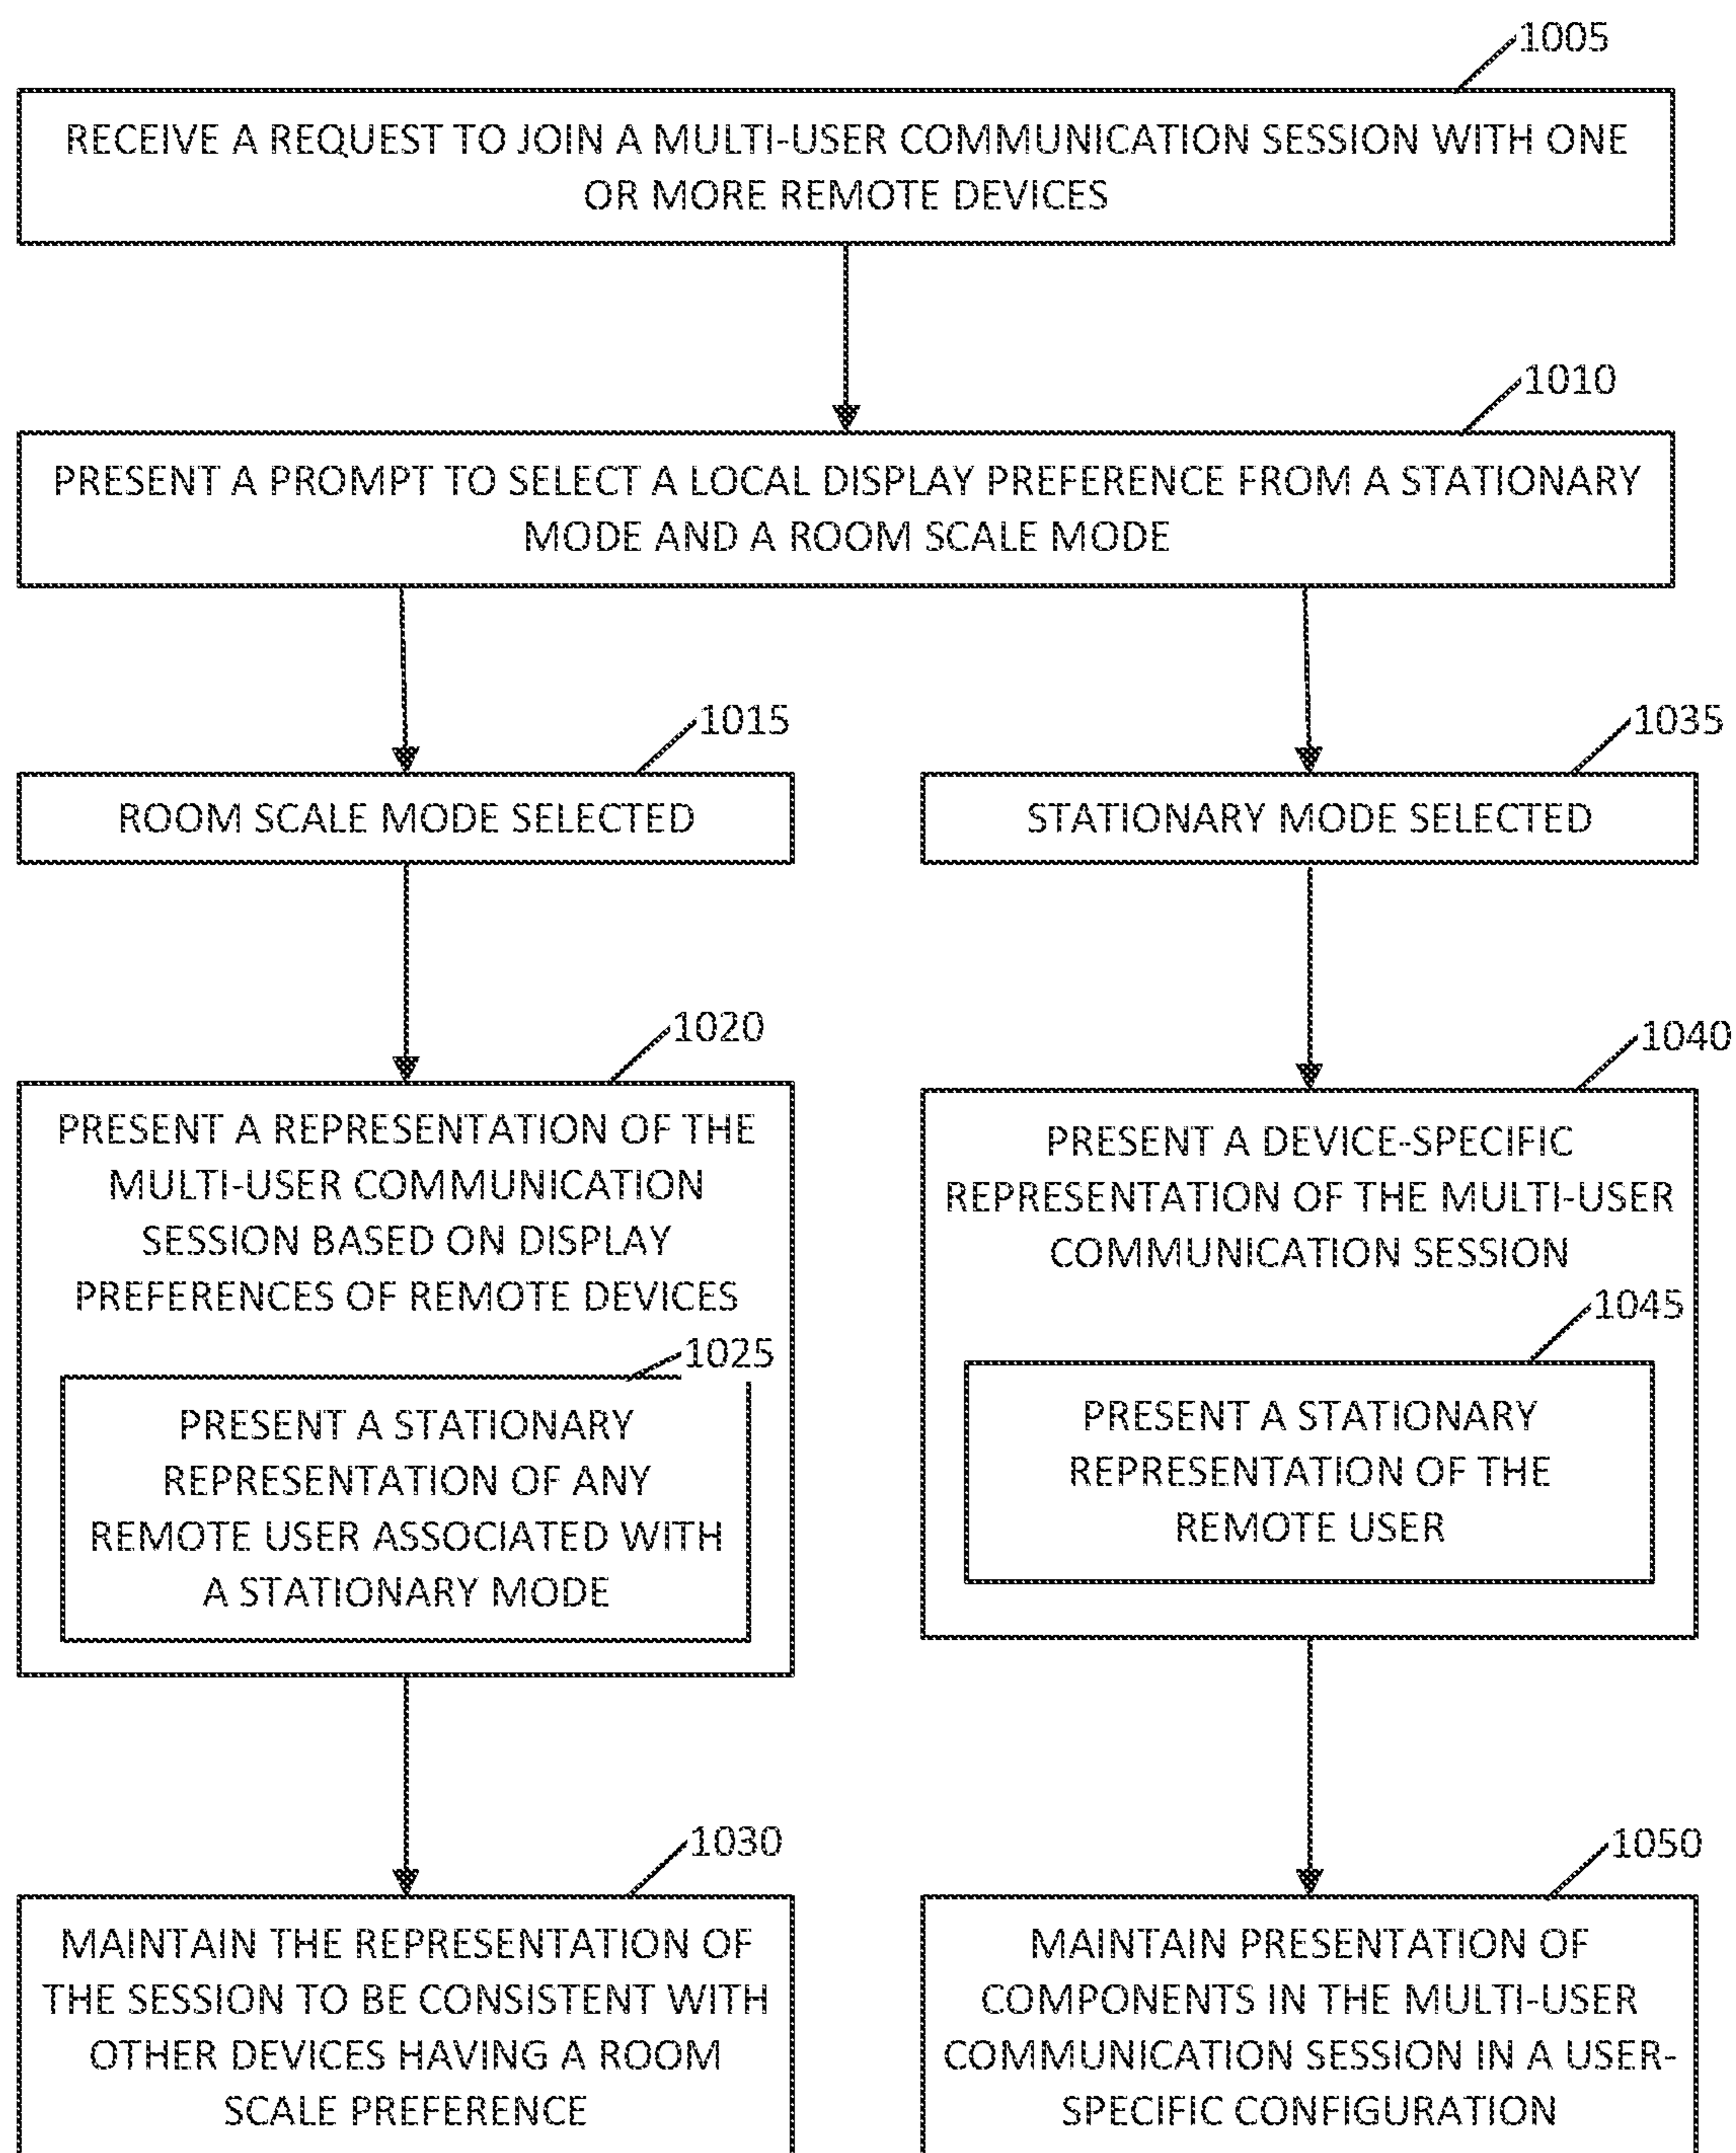 1005
RECEIVE A REQUEST TO JOIN A MULTI-USER COMMUNICATION SESSION WITH ONE
OR MORE REMOTE DEVICES
1010
PRESENT A PROMPT TO SELECT A LOCAL DISPLAY PREFERENCE FROM A STATIONARY
MODE AND A ROOM SCALE MODE
1015
ROOM SCALE MODE SELECTED
1020
PRESENT A REPRESENTATION OF THE
MULTI-USER COMMUNICATION
SESSION BASED ON DISPLAY
PREFERENCES OF REMOTE DEVICES
1025
PRESENT A STATIONARY
REPRESENTATION OF ANY
REMOTE USER ASSOCIATED WITH
A STATIONARY MODE
1030
MAINTAIN THE REPRESENTATION OF
THE SESSION TO BE CONSISTENT WITH
OTHER DEVICES HAVING A ROOM
SCALE PREFERENCE
1035
STATIONARY MODE SELECTED
1040
PRESENT A DEVICE-SPECIFIC
REPRESENTATION OF THE MULTI-USER
COMMUNICATION SESSION
1045
PRESENT A STATIONARY
REPRESENTATION OF THE
REMOTE USER
1050
MAINTAIN PRESENTATION OF
COMPONENTS IN THE MULTI-USER
COMMUNICATION SESSION IN A USER-
SPECIFIC CONFIGURATION